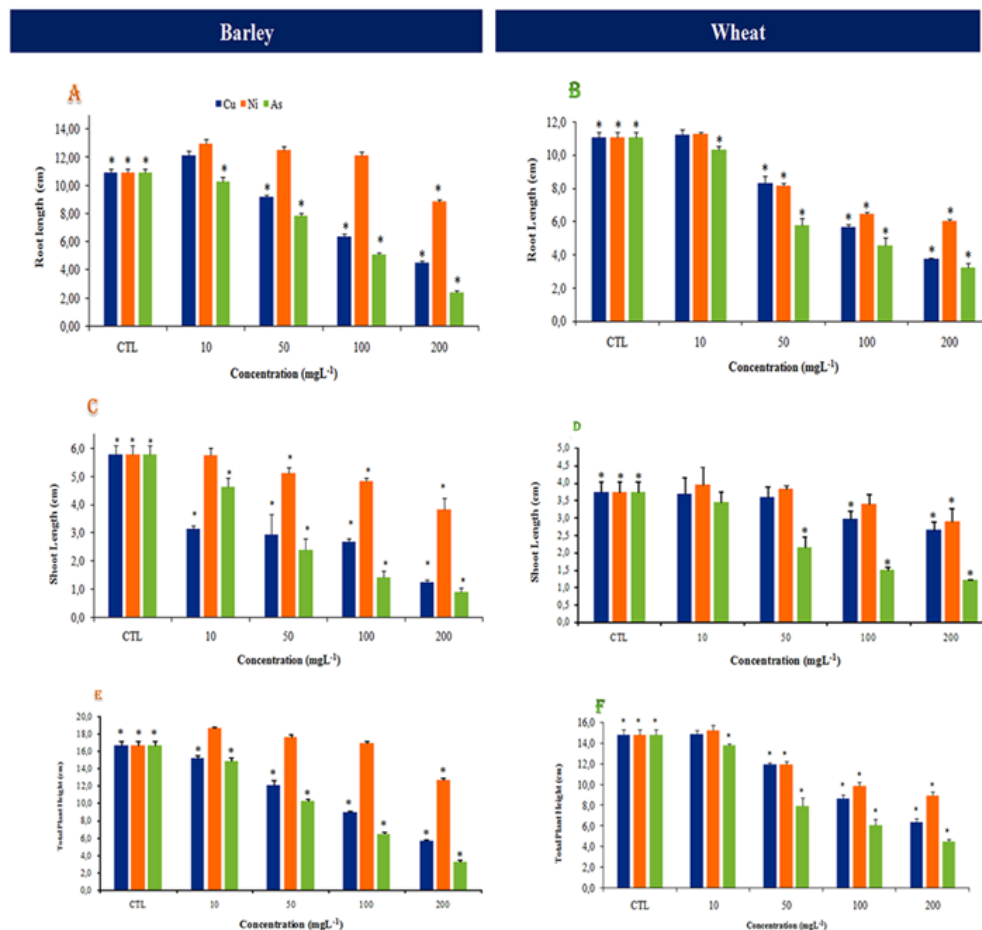 Barley
Wheat
A
Cu Ni As
14,00
12,00
10,00
8,00
6,00
4,00
2,00
0,00
Root length (cm)
* * * * * * * * * * *
CTL 10 50 100 200
Concentration (mgL⁻¹)
B
12,0
10,0
8,0
6,0
4,0
2,0
0,0
Root Length (cm)
* * * * * * * * * * * * *
CTL 10 50 100 200
Concentration (mgL⁻¹)
C
6,0
5,0
4,0
3,0
2,0
1,0
0,0
Shoot Length (cm)
* * * * * * * * * * * * * *
CTL 10 50 100 200
Concentration (mgL⁻¹)
D
5,0
4,5
4,0
3,5
3,0
2,5
2,0
1,5
1,0
0,5
0,0
Shoot Length (cm)
* * * * * * * * *
CTL 10 50 100 200
Concentration (mgL⁻¹)
E
20,0
18,0
16,0
14,0
12,0
10,0
8,0
6,0
4,0
2,0
0,0
Total Plant Height (cm)
* * * * * * * * * * * *
CTL 10 50 100 200
Concentration (mgL⁻¹)
F
16,0
14,0
12,0
10,0
8,0
6,0
4,0
2,0
0,0
Total Plant Height (cm)
* * * * * * * * * * * * *
CTL 10 50 100 200
Concentration (mgL⁻¹)